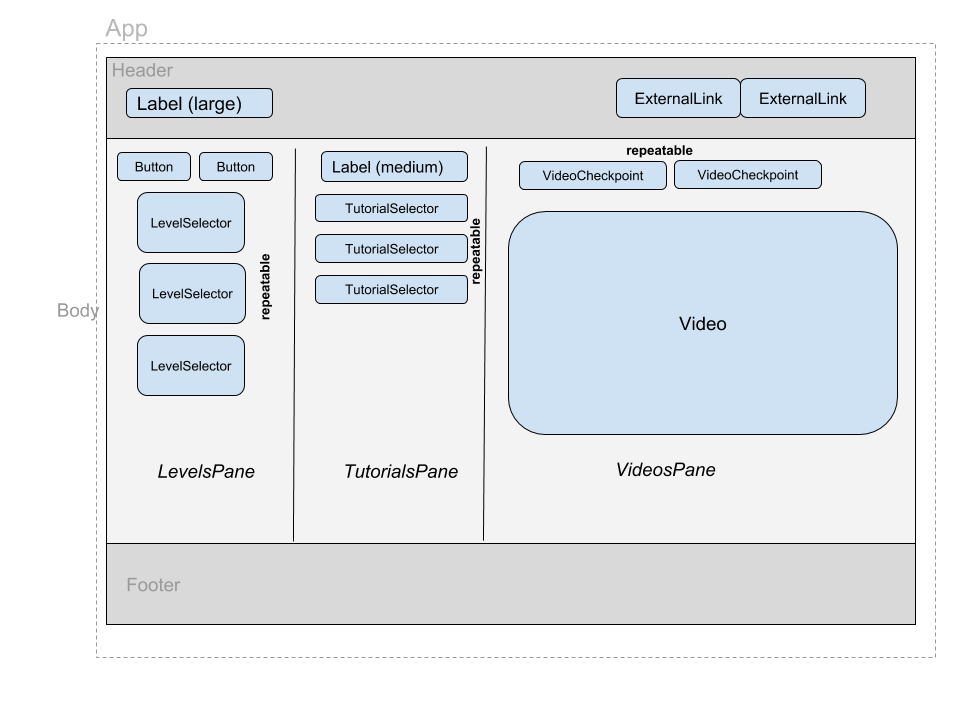 App
Header
Label (large)
ExternalLink
ExternalLink
Body
Button
Button
LevelSelector
LevelSelector
LevelSelector
repeatable
LevelsPane
Label (medium)
TutorialSelector
TutorialSelector
TutorialSelector
repeatable
TutorialsPane
repeatable
VideoCheckpoint
VideoCheckpoint
Video
VideosPane
Footer